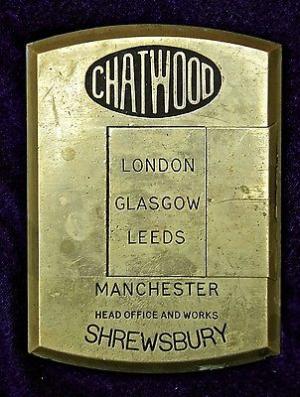 CHATWOOD
LONDON
GLASGOW
LEEDS
MANCHESTER
HEAD OFFICE AND WORKS
SHREWSBURY